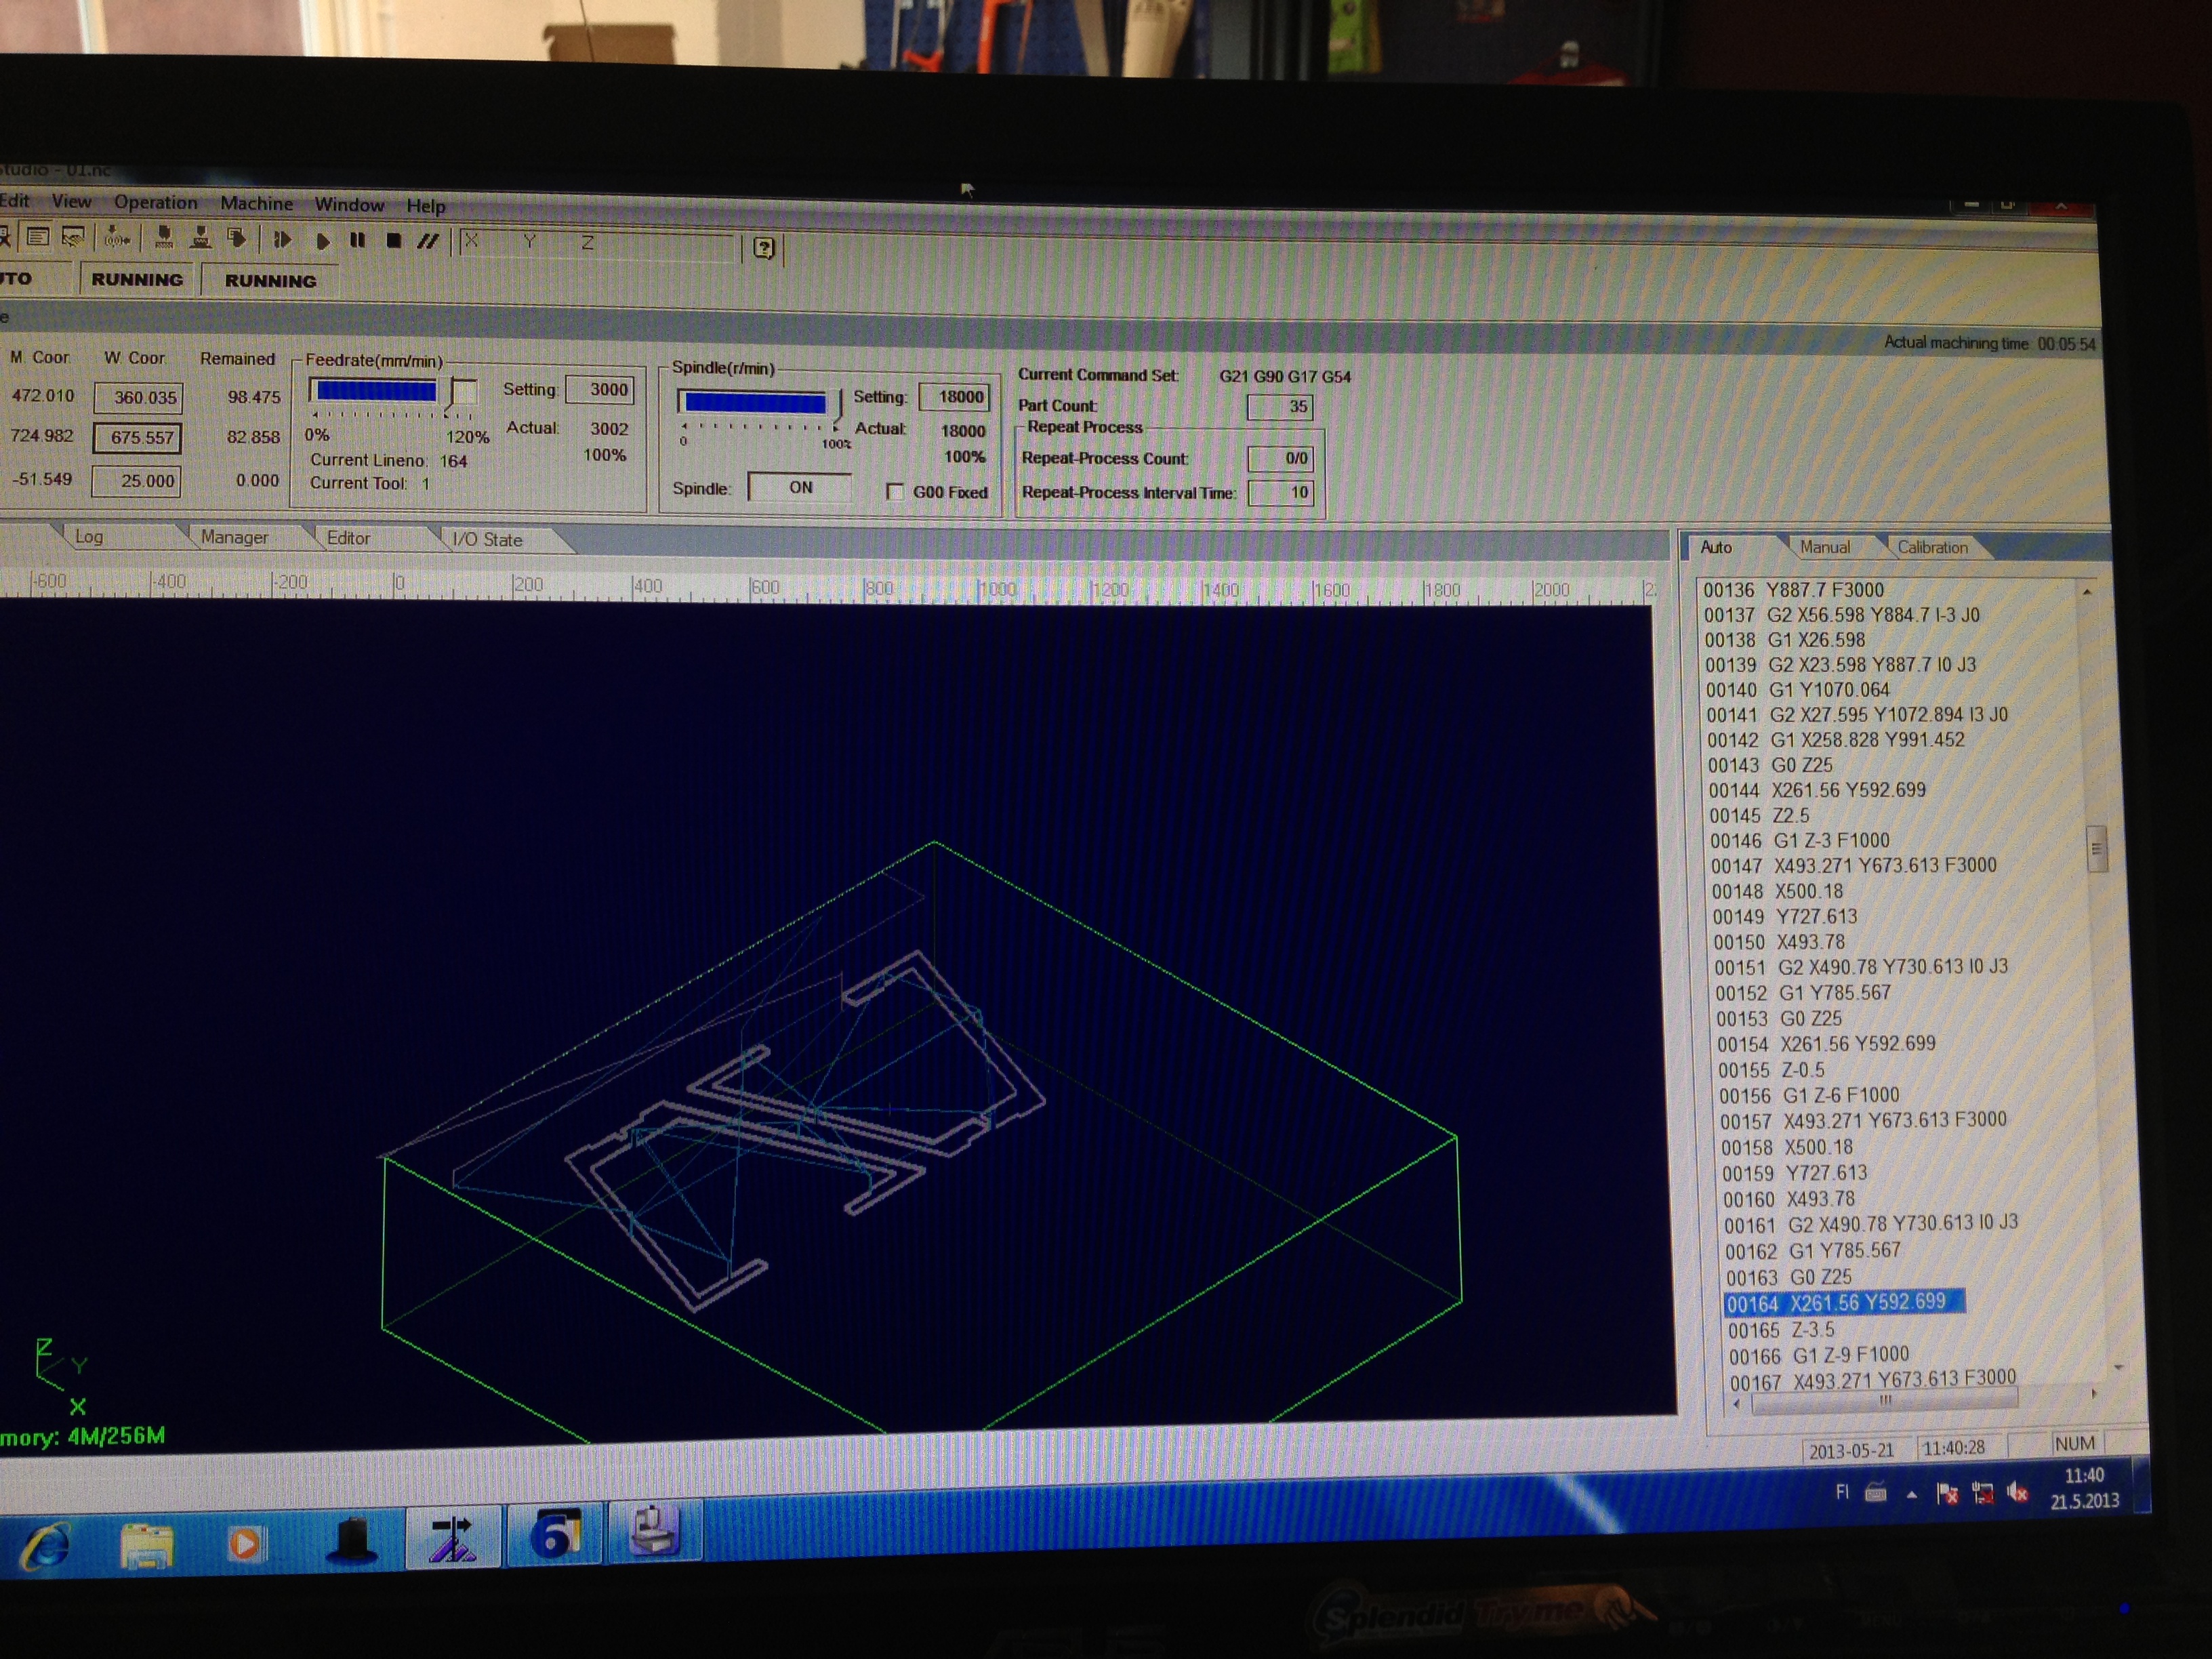 Studio - 01.nc
Edit View Operation Machine Window Help
X Y Z
RUNNING RUNNING
Actual machining time 00:05:54
M. Coor. W. Coor. Remained
472.010 360.035 98.475
724.982 675.557 82.858
-51.549 25.000 0.000
Feedrate(mm/min)
Setting: 3000
0% 120%
Actual: 3002
100%
Current Lineno: 164
Current Tool: 1
Spindle(r/min)
Setting: 18000
0 100%
Actual: 18000
100%
Spindle: ON G00 Fixed
Current Command Set: G21 G90 G17 G54
Part Count: 35
Repeat Process
Repeat-Process Count: 0/0
Repeat-Process Interval Time: 10
Log Manager Editor I/O State
Auto Manual Calibration
-600 -400 -200 0 200 400 600 800 1000 1200 1400 1600 1800 2000
00136 Y887.7 F3000
00137 G2 X56.598 Y884.7 I-3 J0
00138 G1 X26.598
00139 G2 X23.598 Y887.7 I0 J3
00140 G1 Y1070.064
00141 G2 X27.595 Y1072.894 I3 J0
00142 G1 X258.828 Y991.452
00143 G0 Z25
00144 X261.56 Y592.699
00145 Z2.5
00146 G1 Z-3 F1000
00147 X493.271 Y673.613 F3000
00148 X500.18
00149 Y727.613
00150 X493.78
00151 G2 X490.78 Y730.613 I0 J3
00152 G1 Y785.567
00153 G0 Z25
00154 X261.56 Y592.699
00155 Z-0.5
00156 G1 Z-6 F1000
00157 X493.271 Y673.613 F3000
00158 X500.18
00159 Y727.613
00160 X493.78
00161 G2 X490.78 Y730.613 I0 J3
00162 G1 Y785.567
00163 G0 Z25
00164 X261.56 Y592.699
00165 Z-3.5
00166 G1 Z-9 F1000
00167 X493.271 Y673.613 F3000
Z
Y
X
mory: 4M/256M
2013-05-21 11:40:28 NUM
FI 11:40
21.5.2013
6
Splendid Try me